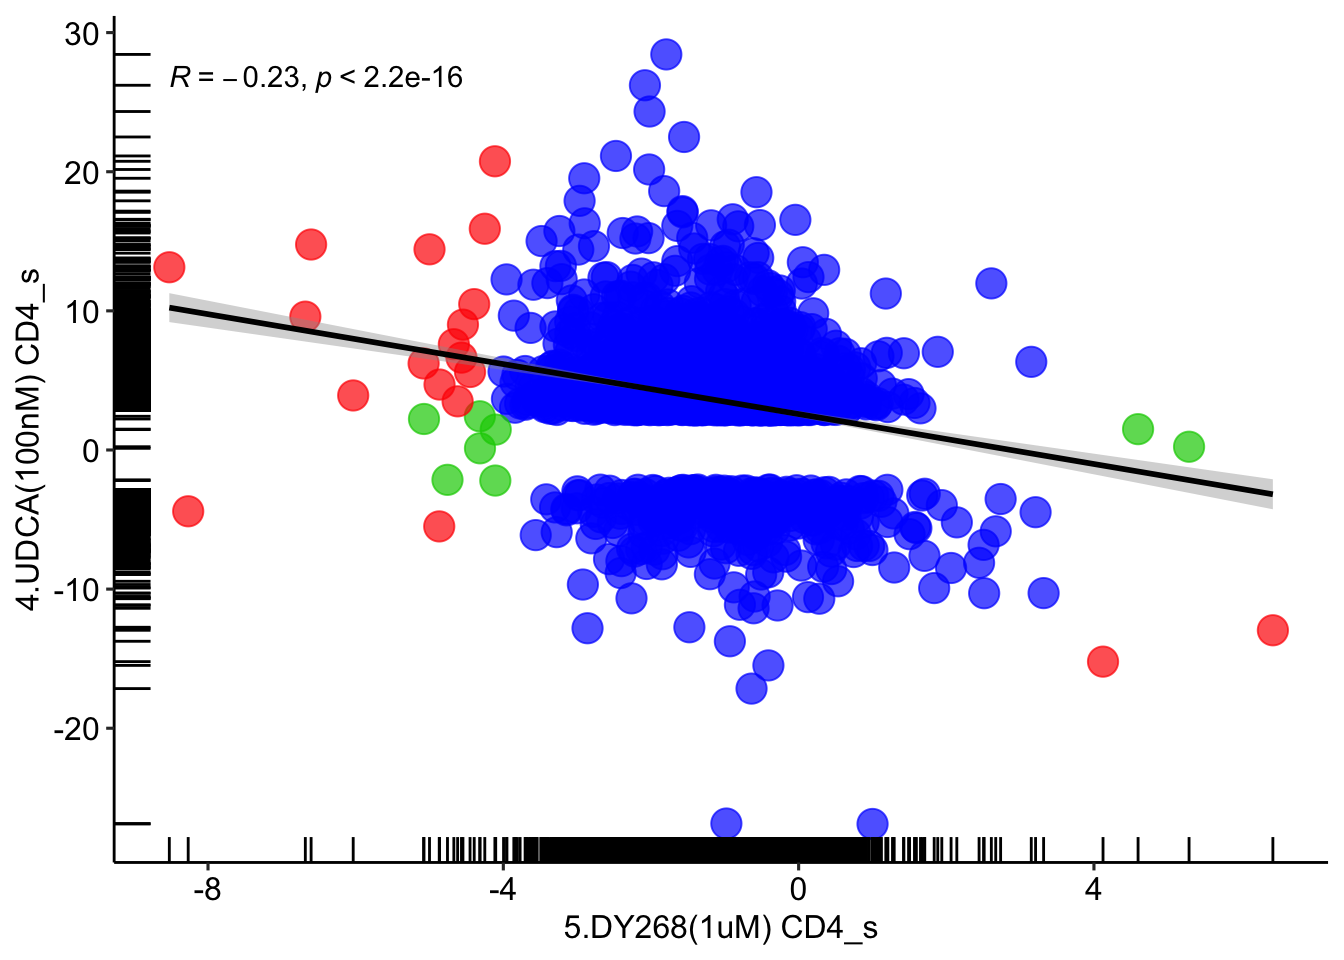 30
R = −0.23, p < 2.2e-16
20
10
0
-10
-20
4.UDCA(100nM) CD4_s
-8 -4 0 4
5.DY268(1uM) CD4_s